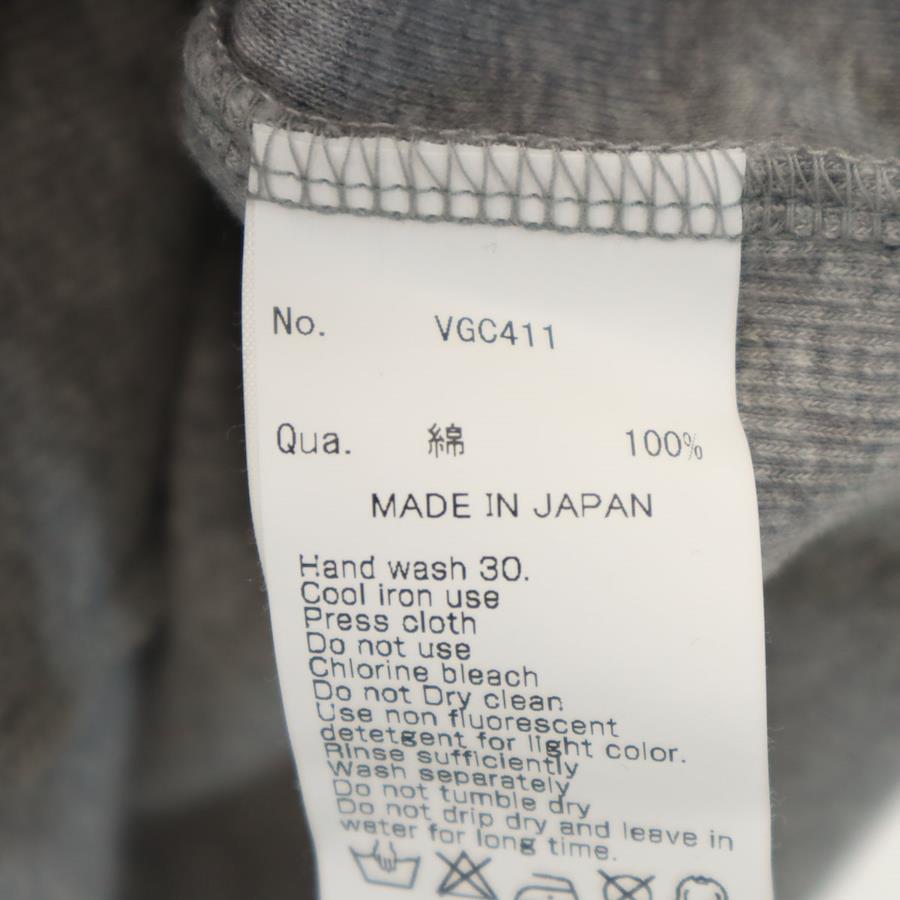 No. VGC411
Qua. 綿 100%
MADE IN JAPAN
Hand wash 30.
Cool iron use
Press cloth
Do not use
Chlorine bleach
Do not Dry clean
Use non fluorescent
detetgent for light color.
Rinse sufficiently
Wash separately
Do not tumble dry
Do not drip dry and leave in
water for long time.